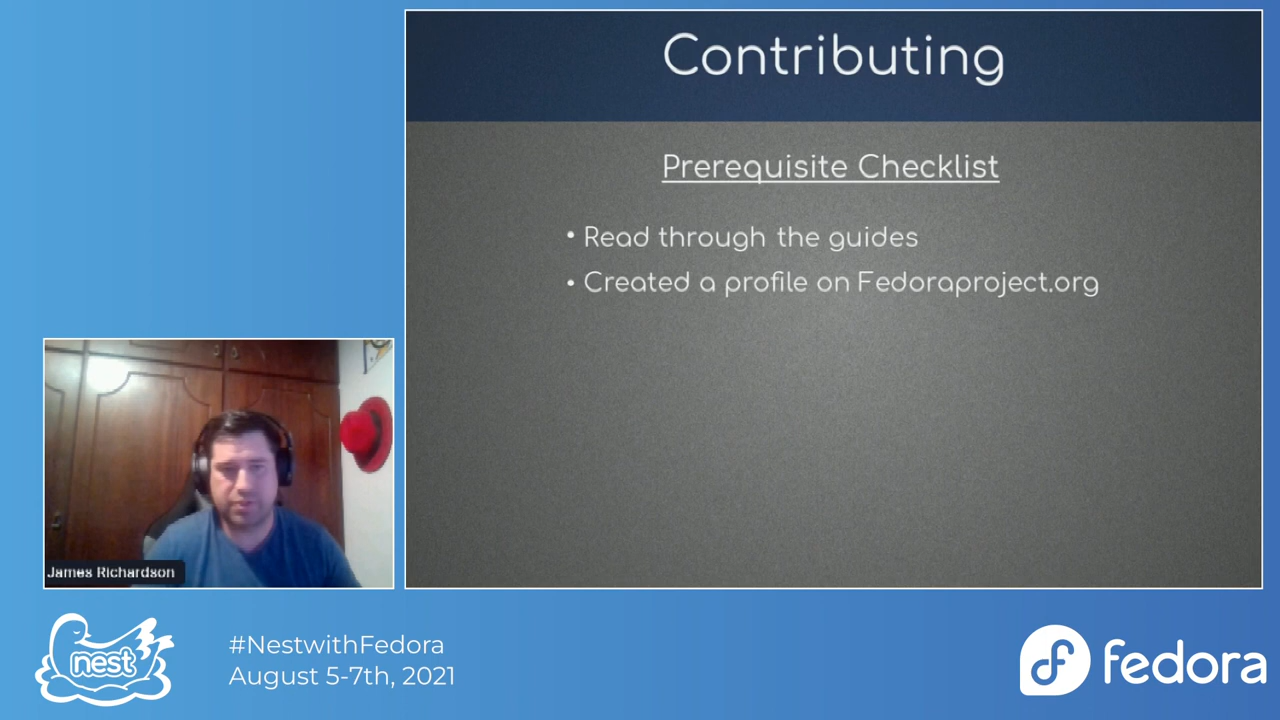 Contributing
Prerequisite Checklist
• Read through the guides
• Created a profile on Fedoraproject.org
James Richardson
nest
#NestwithFedora
August 5-7th, 2021
fedora